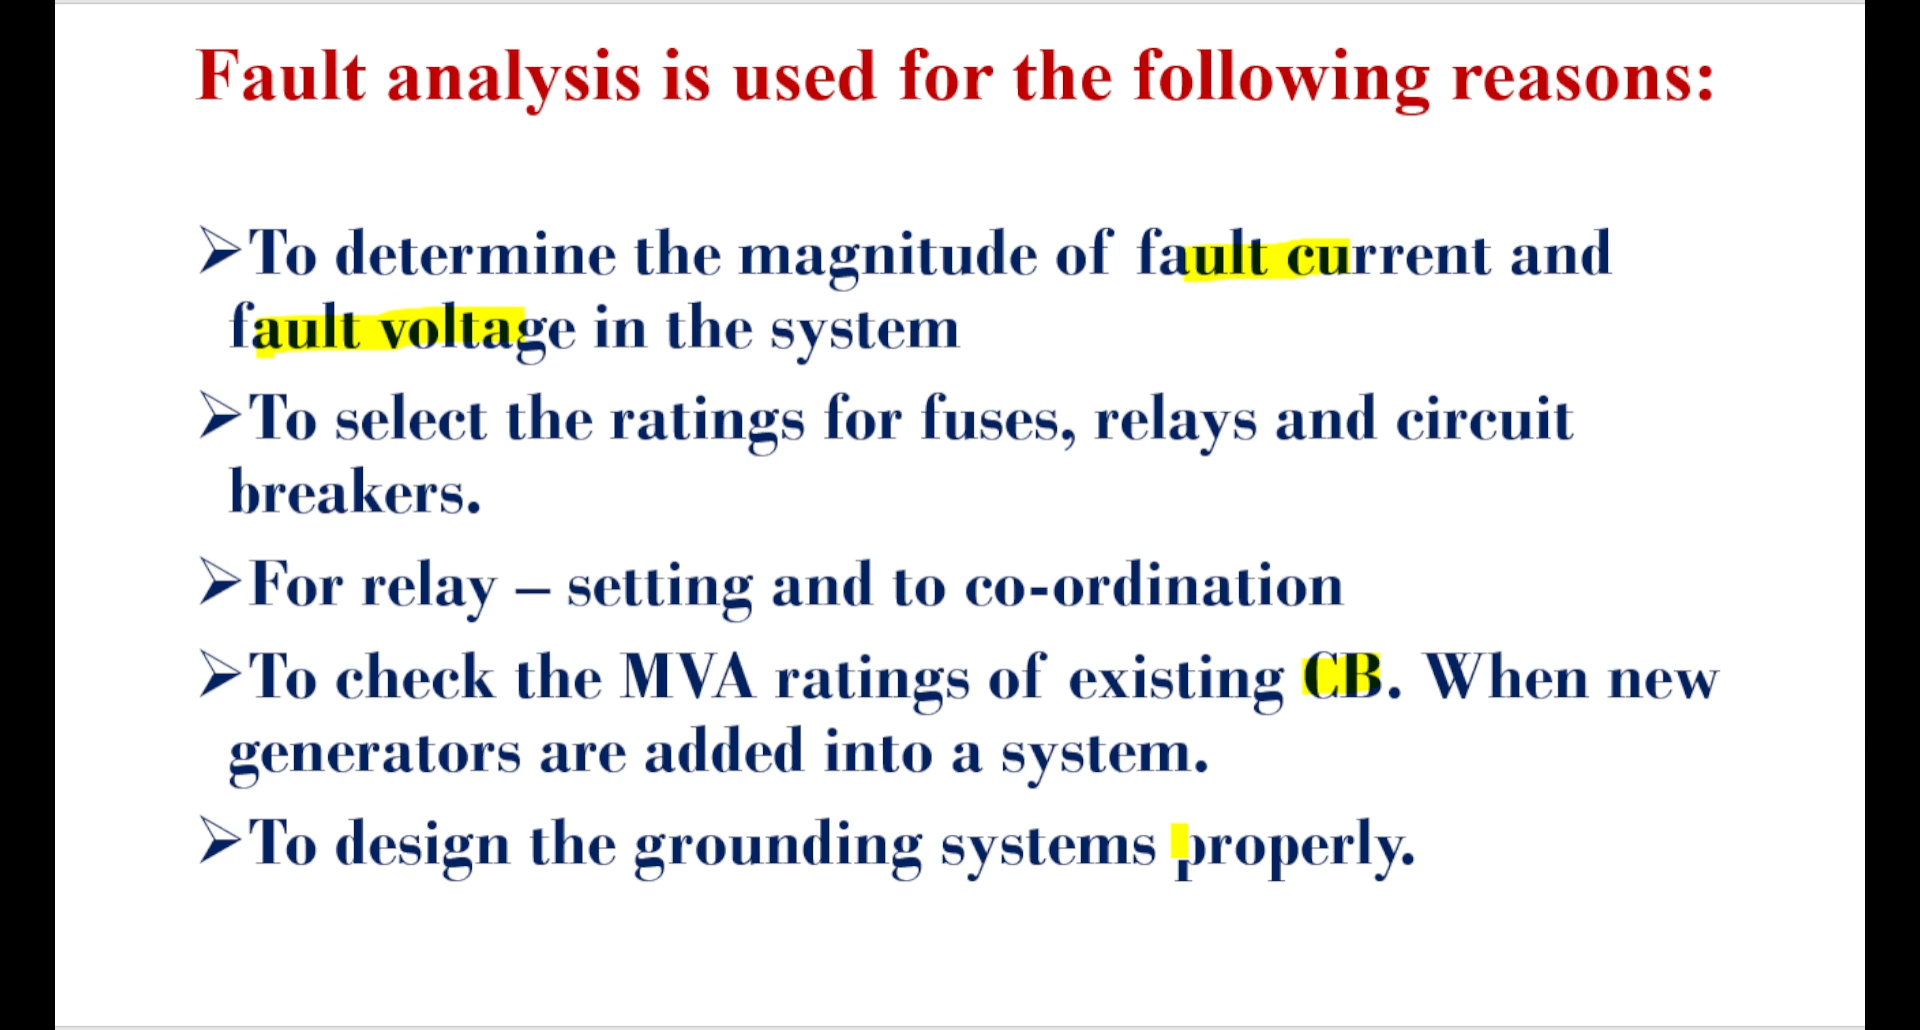 Fault analysis is used for the following reasons:
➢To determine the magnitude of fault current and
fault voltage in the system
➢To select the ratings for fuses, relays and circuit
breakers.
➢For relay – setting and to co-ordination
➢To check the MVA ratings of existing CB. When new
generators are added into a system.
➢To design the grounding systems properly.